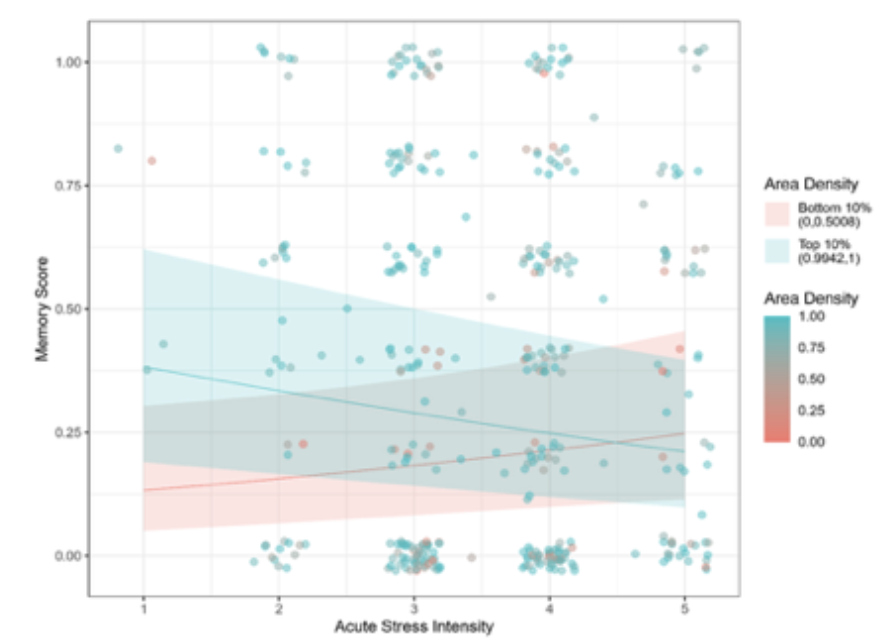 1.00
0.75
0.50
0.25
0.00
Memory Score
1 2 3 4 5
Acute Stress Intensity
Area Density
Bottom 10%
(0,0.5008)
Top 10%
(0.9942,1)
Area Density
1.00
0.75
0.50
0.25
0.00